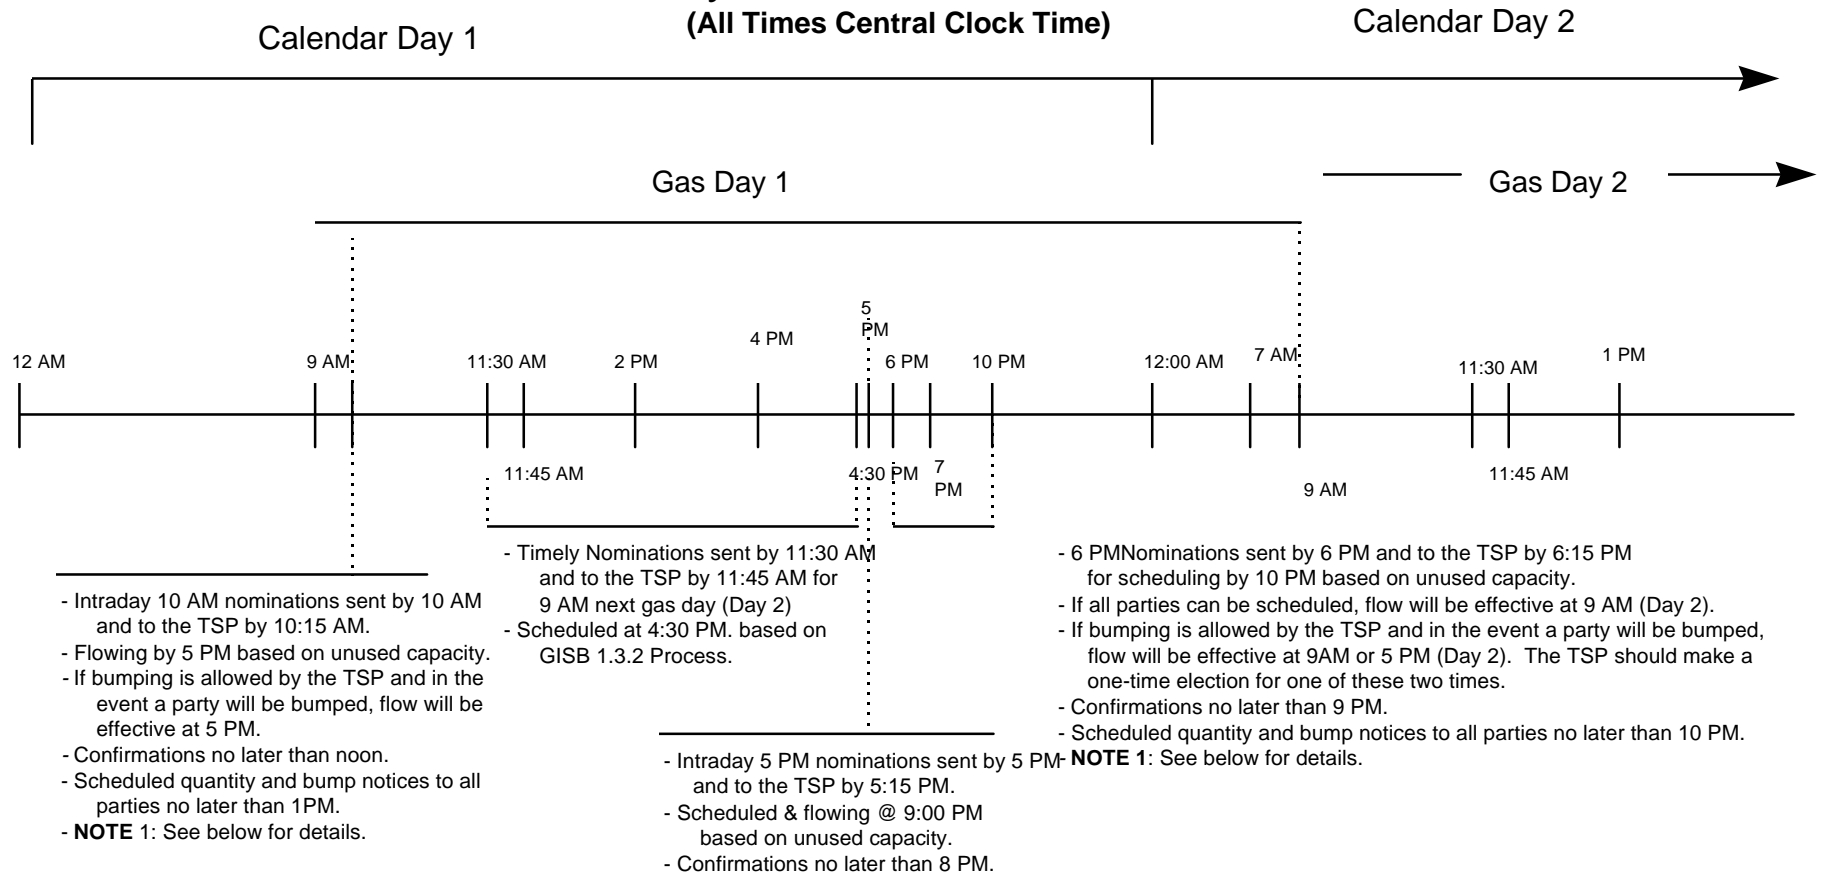 (All Times Central Clock Time)
Calendar Day 1
Calendar Day 2
Gas Day 1
Gas Day 2
5
PM
4 PM
12 AM
9 AM
11:30 AM
2 PM
6 PM
10 PM
12:00 AM
7 AM
11:30 AM
1 PM
11:45 AM
4:30 PM
7
PM
9 AM
11:45 AM
- Intraday 10 AM nominations sent by 10 AM
and to the TSP by 10:15 AM.
- Flowing by 5 PM based on unused capacity.
- If bumping is allowed by the TSP and in the
event a party will be bumped, flow will be
effective at 5 PM.
- Confirmations no later than noon.
- Scheduled quantity and bump notices to all
parties no later than 1PM.
- NOTE 1: See below for details.
- Timely Nominations sent by 11:30 AM
and to the TSP by 11:45 AM for
9 AM next gas day (Day 2)
- Scheduled at 4:30 PM. based on
GISB 1.3.2 Process.
- Intraday 5 PM nominations sent by 5 PM
and to the TSP by 5:15 PM.
- Scheduled & flowing @ 9:00 PM
based on unused capacity.
- Confirmations no later than 8 PM.
- 6 PMNominations sent by 6 PM and to the TSP by 6:15 PM
for scheduling by 10 PM based on unused capacity.
- If all parties can be scheduled, flow will be effective at 9 AM (Day 2).
- If bumping is allowed by the TSP and in the event a party will be bumped,
flow will be effective at 9AM or 5 PM (Day 2). The TSP should make a
one-time election for one of these two times.
- Confirmations no later than 9 PM.
- Scheduled quantity and bump notices to all parties no later than 10 PM.
- NOTE 1: See below for details.